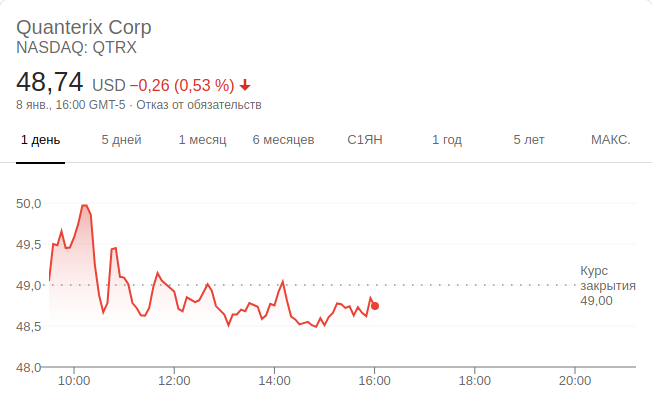 Quanterix Corp
NASDAQ: QTRX
48,74 USD −0,26 (0,53 %)
8 янв., 16:00 GMT-5 · Отказ от обязательств
1 день 5 дней 1 месяц 6 месяцев С1ЯН 1 год 5 лет МАКС.
50,0
49,5
49,0
48,5
48,0
Курс
закрытия
49,00
10:00 12:00 14:00 16:00 18:00 20:00